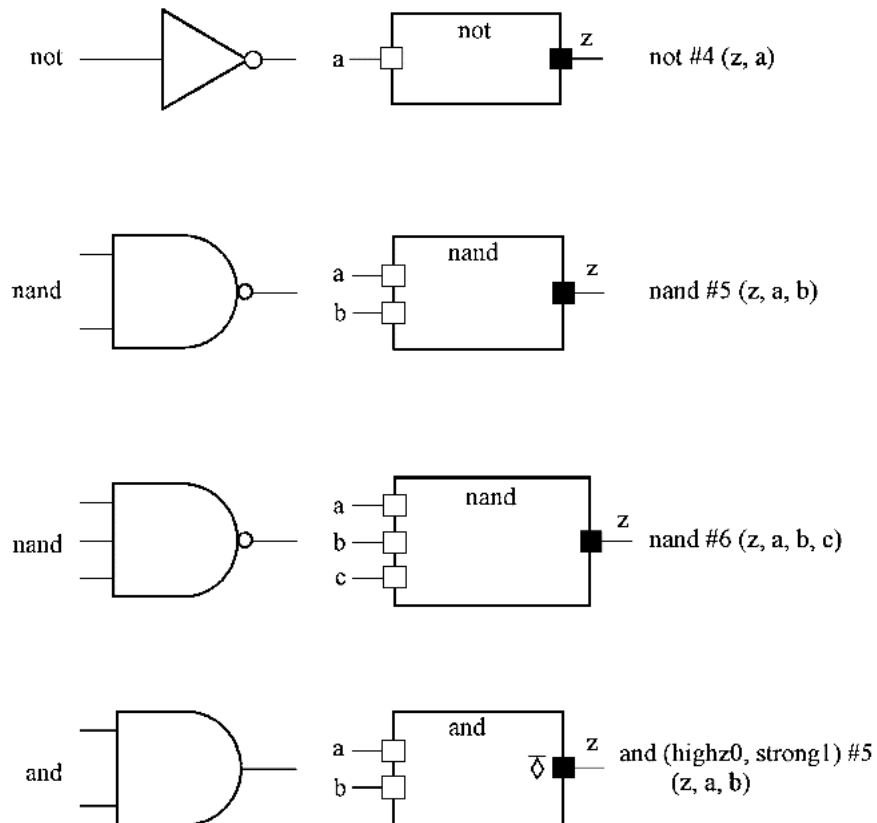 not
not
a
z
not #4 (z, a)
nand
nand
a
b
z
nand #5 (z, a, b)
nand
nand
a
b
c
z
nand #6 (z, a, b, c)
and
and
a
b
z
and (highz0, strong1) #5
(z, a, b)